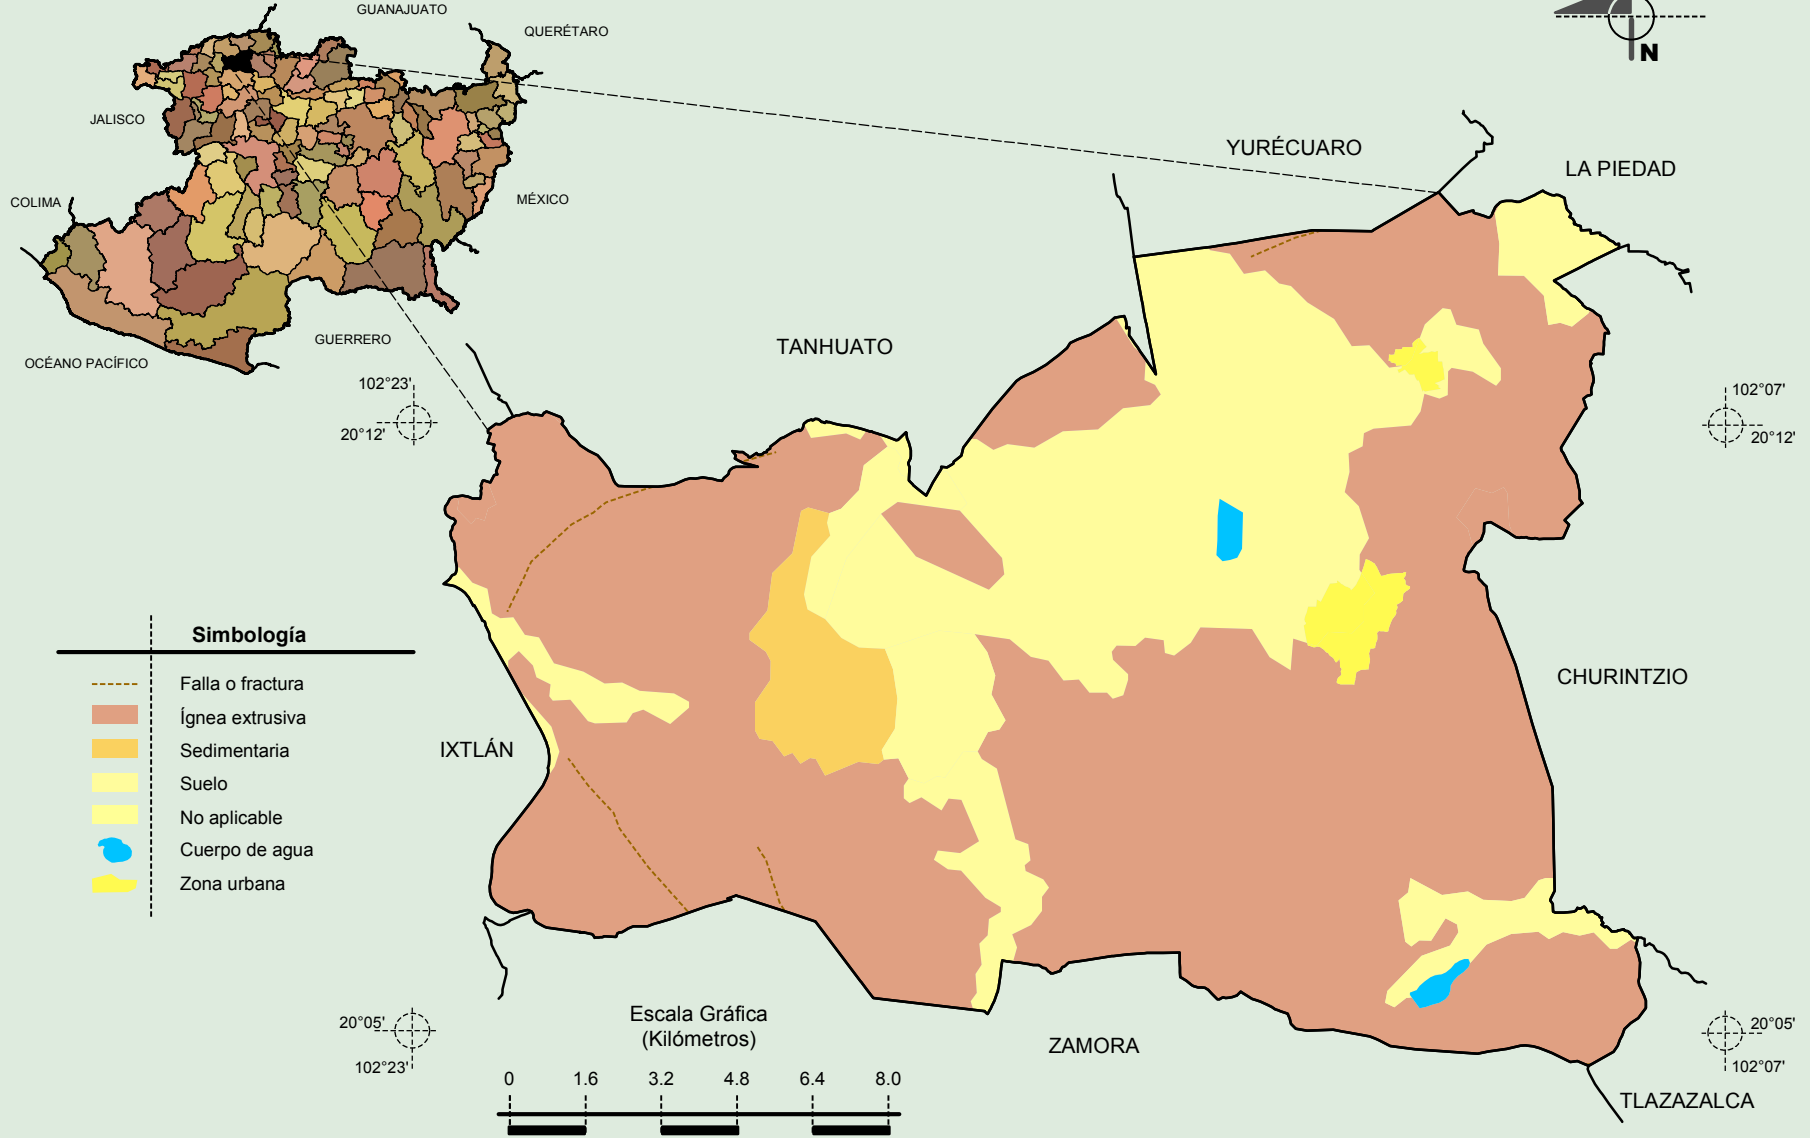 GUANAJUATO
QUERÉTARO
N
JALISCO
YURÉCUARO
LA PIEDAD
COLIMA
MÉXICO
GUERRERO
TANHUATO
OCÉANO PACÍFICO
102°23'
20°12'
102°07'
20°12'
Simbología
Falla o fractura
Ígnea extrusiva
Sedimentaria
Suelo
No aplicable
Cuerpo de agua
Zona urbana
IXTLÁN
CHURINTZIO
20°05'
102°23'
Escala Gráfica
(Kilómetros)
0 1.6 3.2 4.8 6.4 8.0
ZAMORA
20°05'
102°07'
TLAZAZALCA